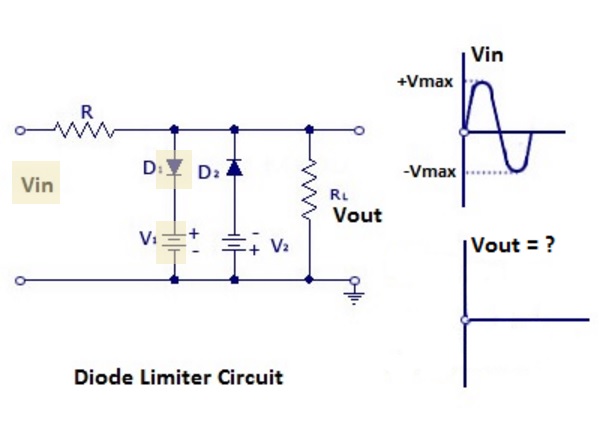 Vin
+Vmax
R
D1
D2
-Vmax
Vin
RL
Vout
V1
+
-
-
+
V2
Vout = ?
Diode Limiter Circuit